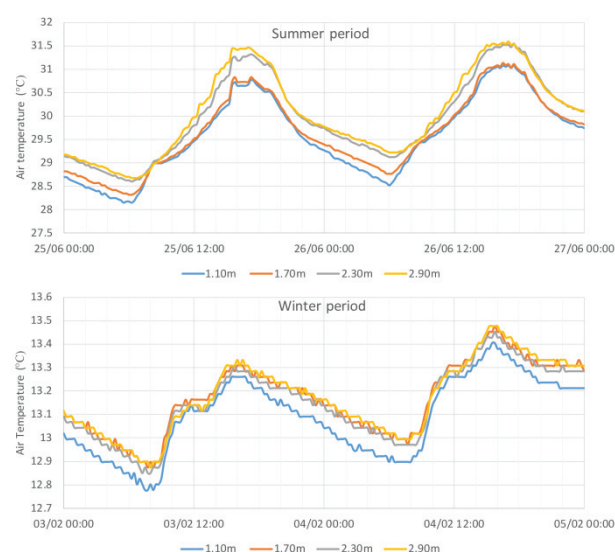 Summer period
Air temperature (°C)
32
31.5
31
30.5
30
29.5
29
28.5
28
27.5
25/06 00:00 25/06 12:00 26/06 00:00 26/06 12:00 27/06 00:00
1.10m 1.70m 2.30m 2.90m
Winter period
Air Temperature (°C)
13.6
13.5
13.4
13.3
13.2
13.1
13
12.9
12.8
12.7
03/02 00:00 03/02 12:00 04/02 00:00 04/02 12:00 05/02 00:00
1.10m 1.70m 2.30m 2.90m